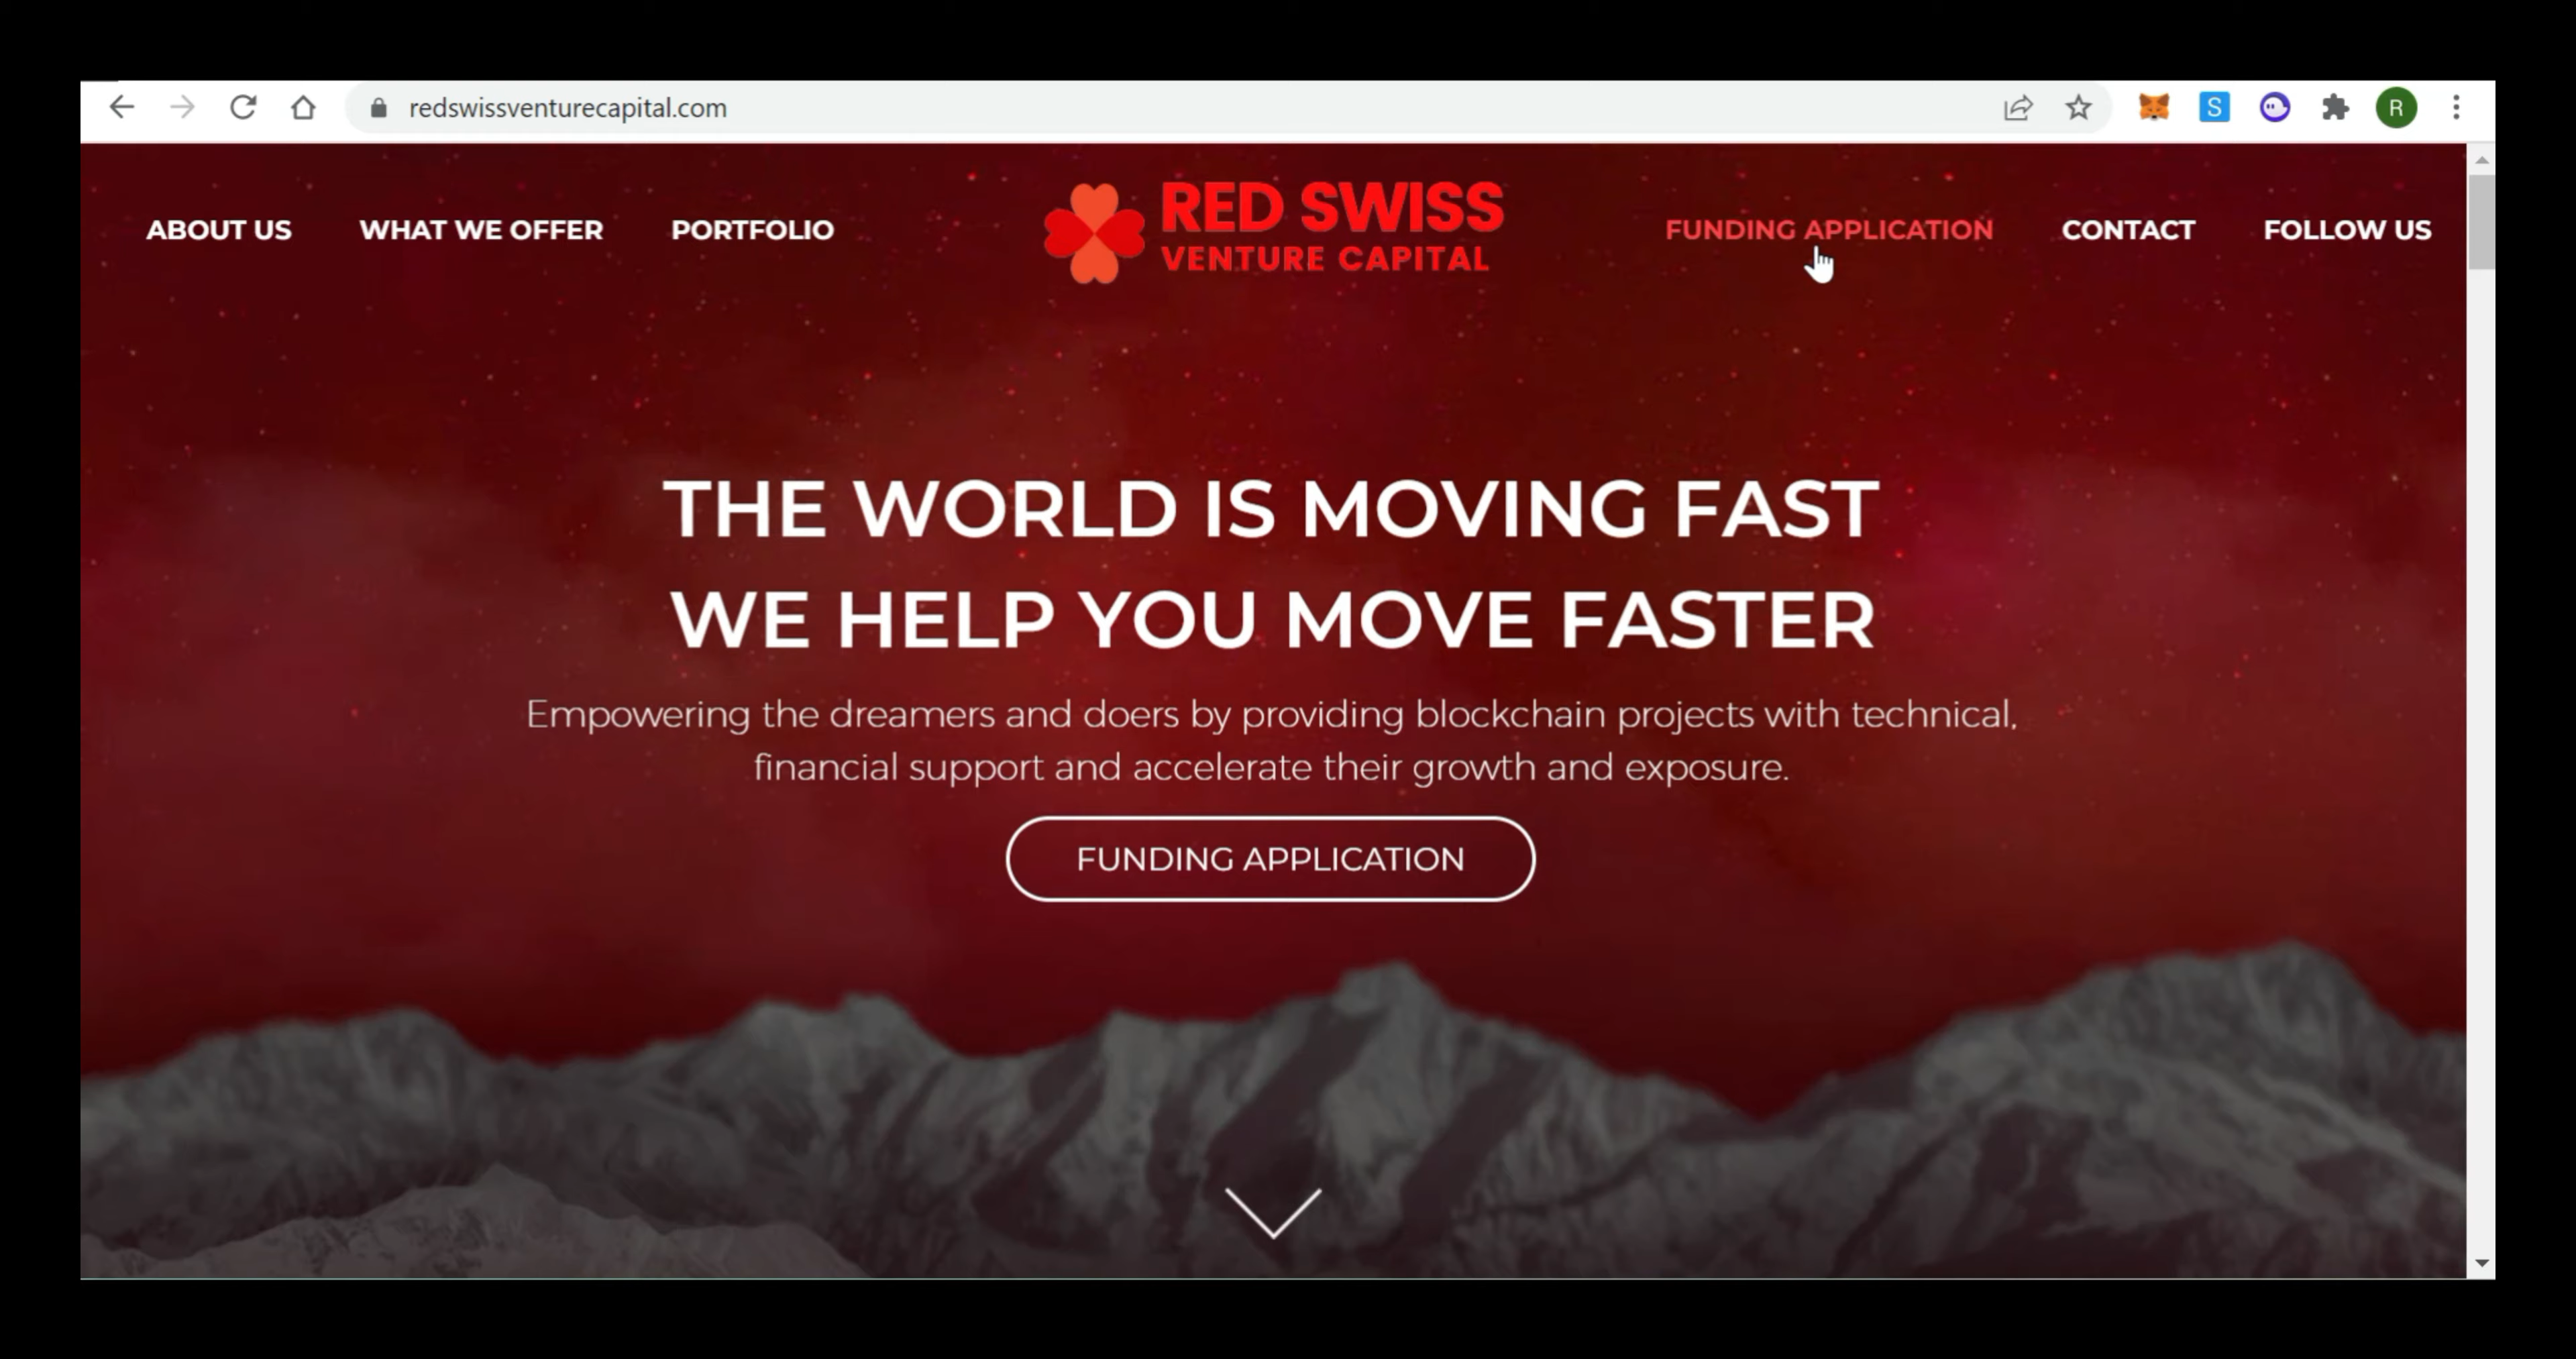 redswissventurecapital.com
S
R
ABOUT US
WHAT WE OFFER
PORTFOLIO
RED SWISS
VENTURE CAPITAL
FUNDING APPLICATION
CONTACT
FOLLOW US
THE WORLD IS MOVING FAST
WE HELP YOU MOVE FASTER
Empowering the dreamers and doers by providing blockchain projects with technical,
financial support and accelerate their growth and exposure.
FUNDING APPLICATION